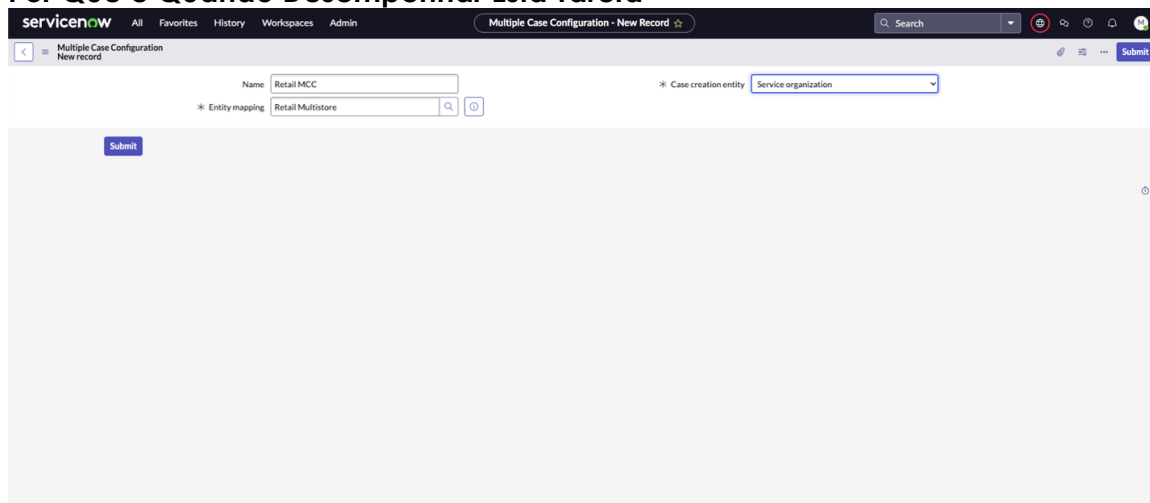 Por Que e Quando Desempenhar Esta Tarefa
servicenow All Favorites History Workspaces Admin Multiple Case Configuration - New Record Search M
Multiple Case Configuration
New record
Submit
Name Retail MCC * Case creation entity Service organization
* Entity mapping Retail Multistore
Submit